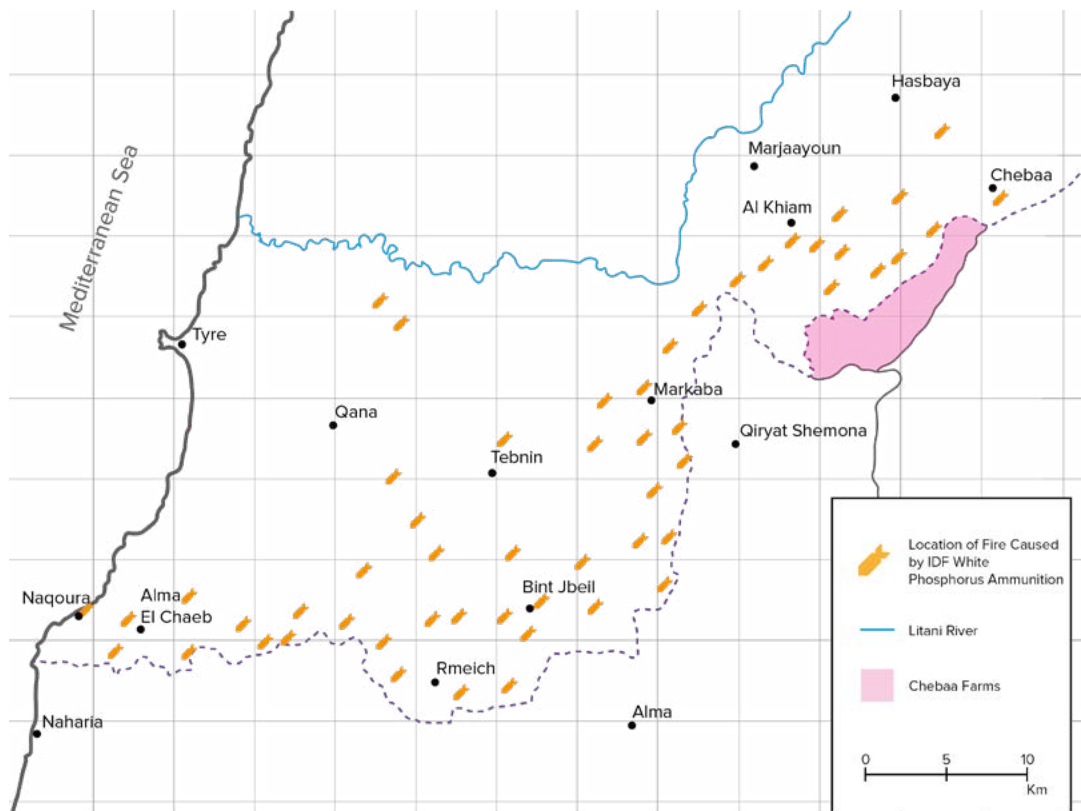 Hasbaya
Mediterranean Sea
Marjaayoun
Chebaa
Al Khiam
Tyre
Markaba
Qana
Qiryat Shemona
Tebnin
Naqoura
Alma
El Chaeb
Bint Jbeil
Rmeich
Alma
Naharia
Location of Fire Caused
by IDF White
Phosphorus Ammunition
Litani River
Chebaa Farms
0 5 10
Km